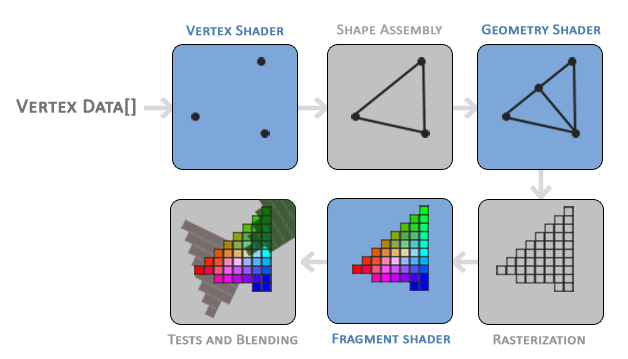 Vertex Shader
Shape Assembly
Geometry Shader
Vertex Data[]
Tests and Blending
Fragment shader
Rasterization